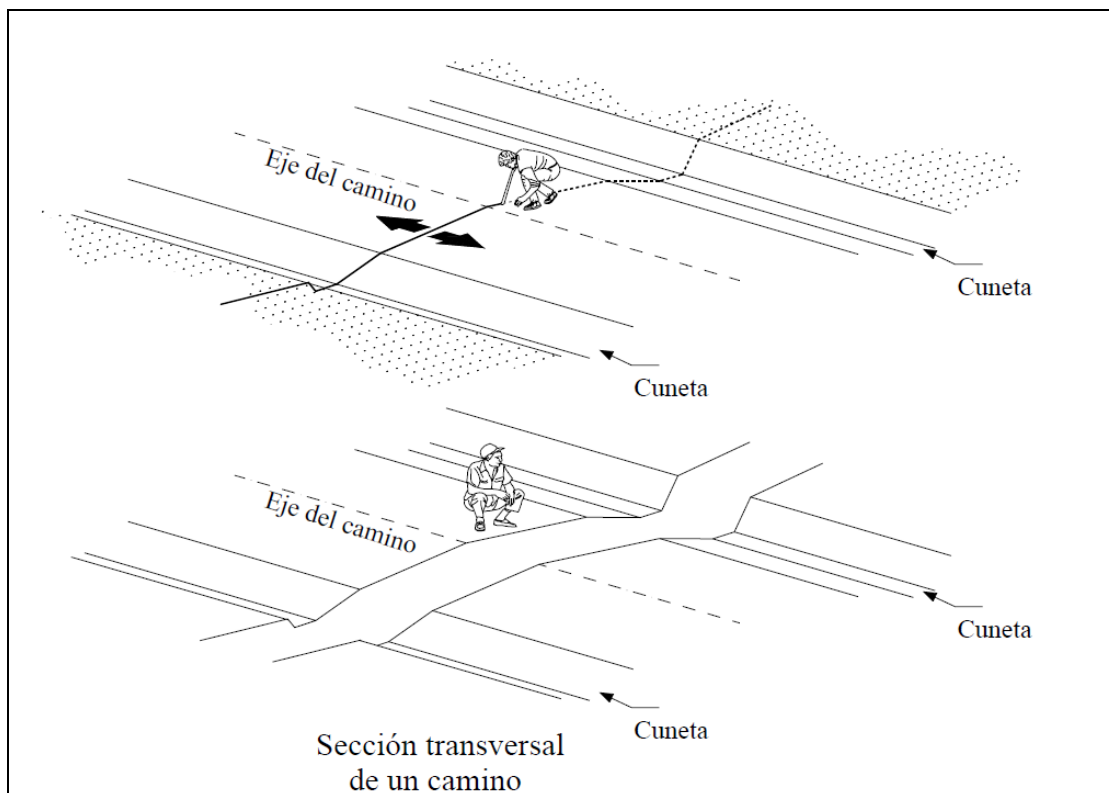 Eje del camino
Cuneta
Cuneta
Eje del camino
Cuneta
Cuneta
Sección transversal
de un camino